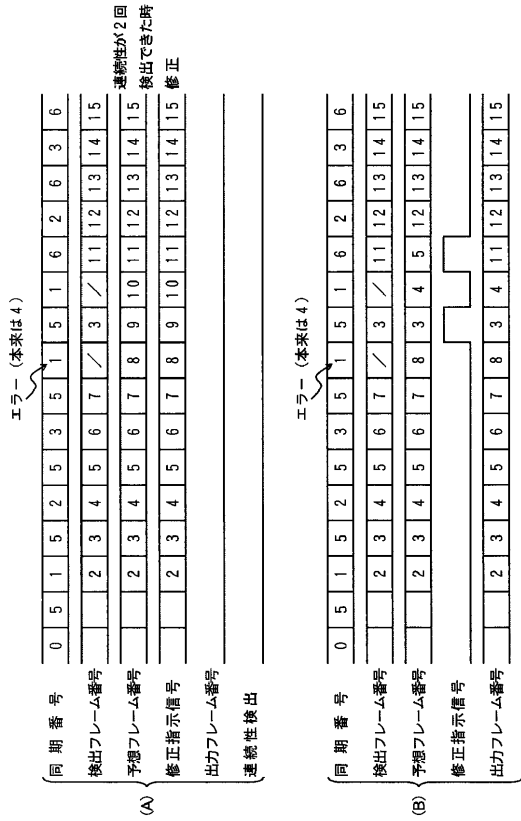 エラー (本来は4)
同期番号 0 5 1 5 2 5 3 5 1 5 1 6 2 6 3 6
検出フレーム番号 2 3 4 5 6 7 / 3 / 11 12 13 14 15
予想フレーム番号 2 3 4 5 6 7 8 9 10 11 12 13 14 15
修正指示信号 2 3 4 5 6 7 8 9 10 11 12 13 14 15
出力フレーム番号
連続性検出
(A)
連続性が2回
検出できた時
修正
エラー (本来は4)
同期番号 0 5 1 5 2 5 3 5 1 5 1 6 2 6 3 6
検出フレーム番号 2 3 4 5 6 7 / 3 / 11 12 13 14 15
予想フレーム番号 2 3 4 5 6 7 8 3 4 5 12 13 14 15
修正指示信号
出力フレーム番号 2 3 4 5 6 7 8 3 4 11 12 13 14 15
(B)